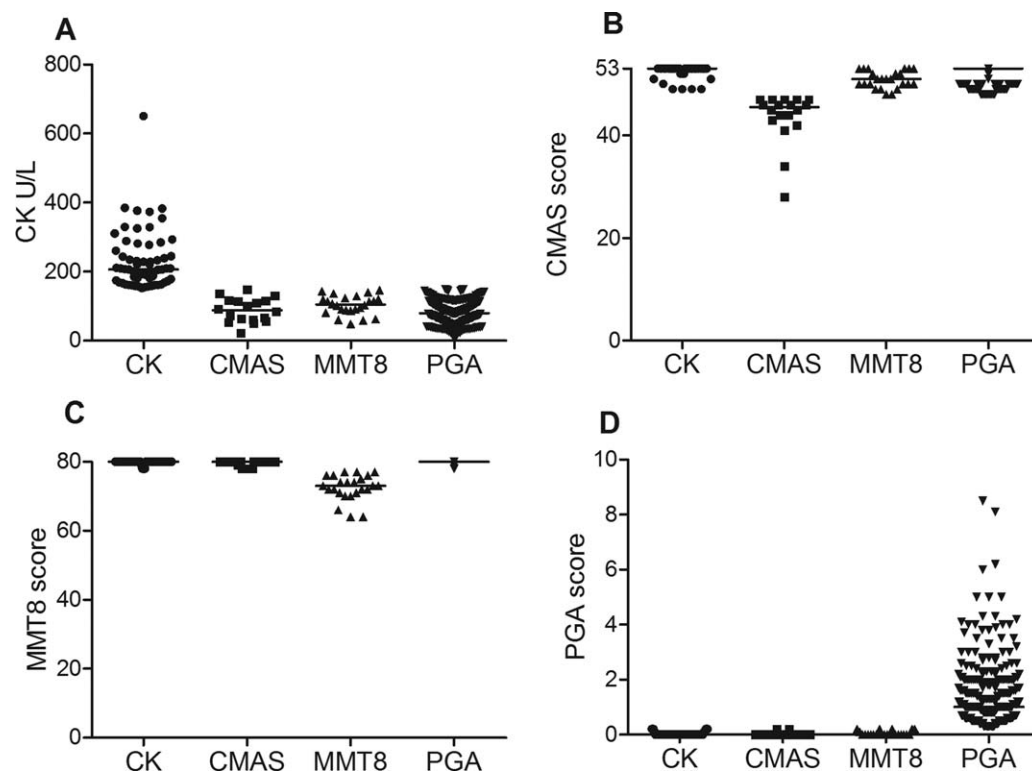 A
CK U/L
800
600
400
200
0
CK CMAS MMT8 PGA
B
CMAS score
53
40
20
0
CK CMAS MMT8 PGA
C
MMT8 score
80
60
40
20
0
CK CMAS MMT8 PGA
D
PGA score
10
8
6
4
2
0
CK CMAS MMT8 PGA